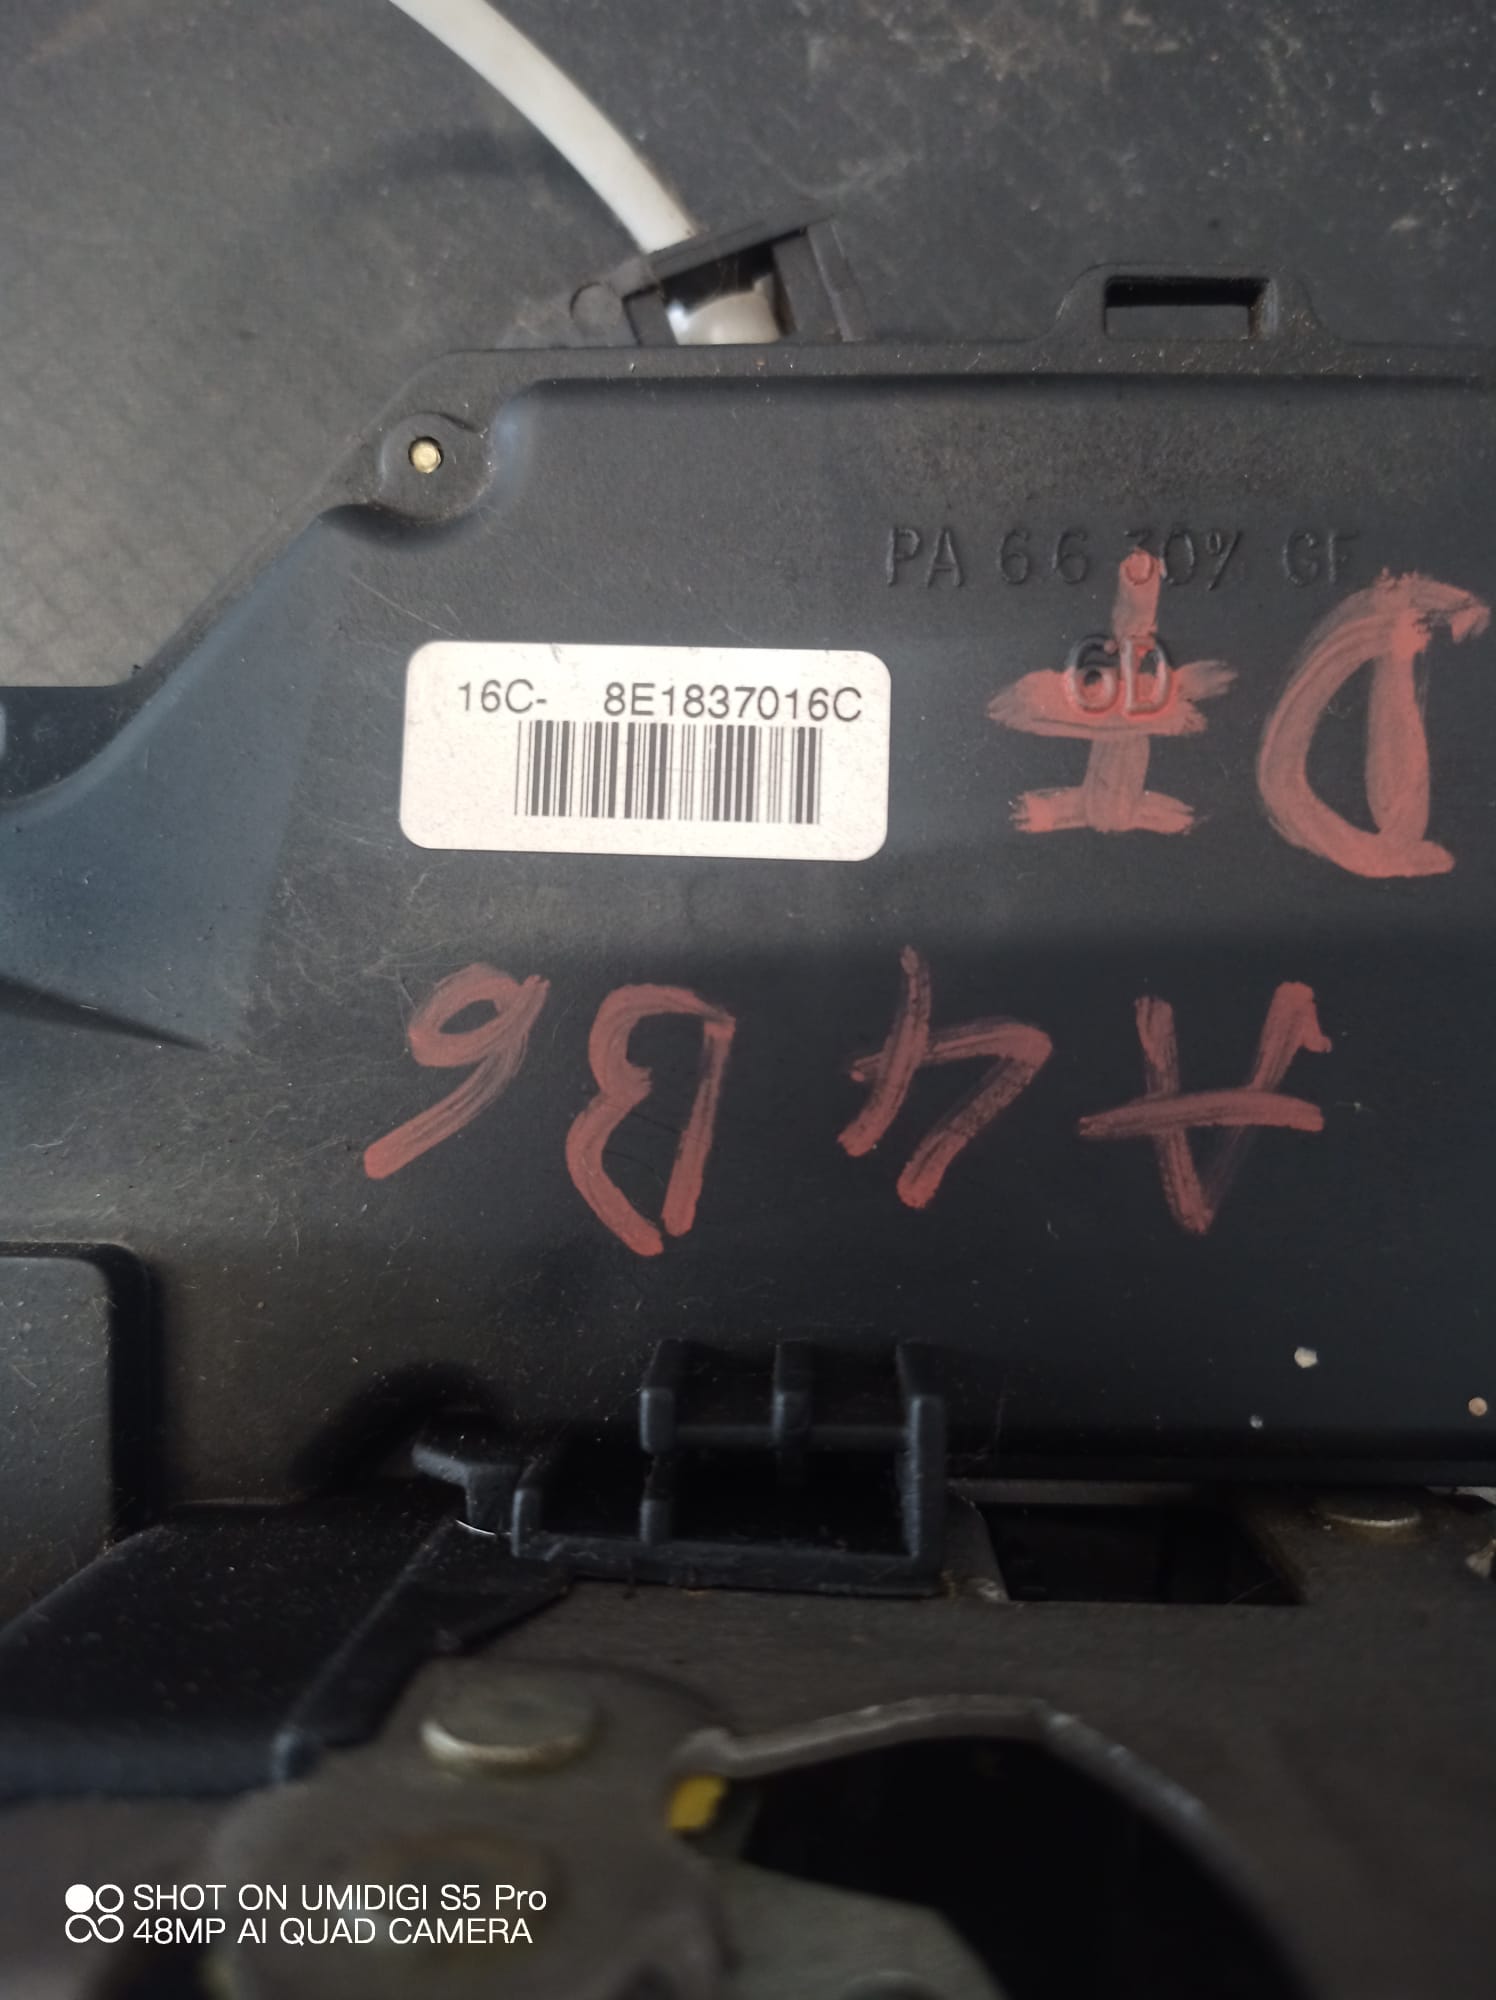 PA 66 30% GF
6D
16C- 8E1837016C
A4 B6
SHOT ON UMIDIGI S5 Pro
48MP AI QUAD CAMERA